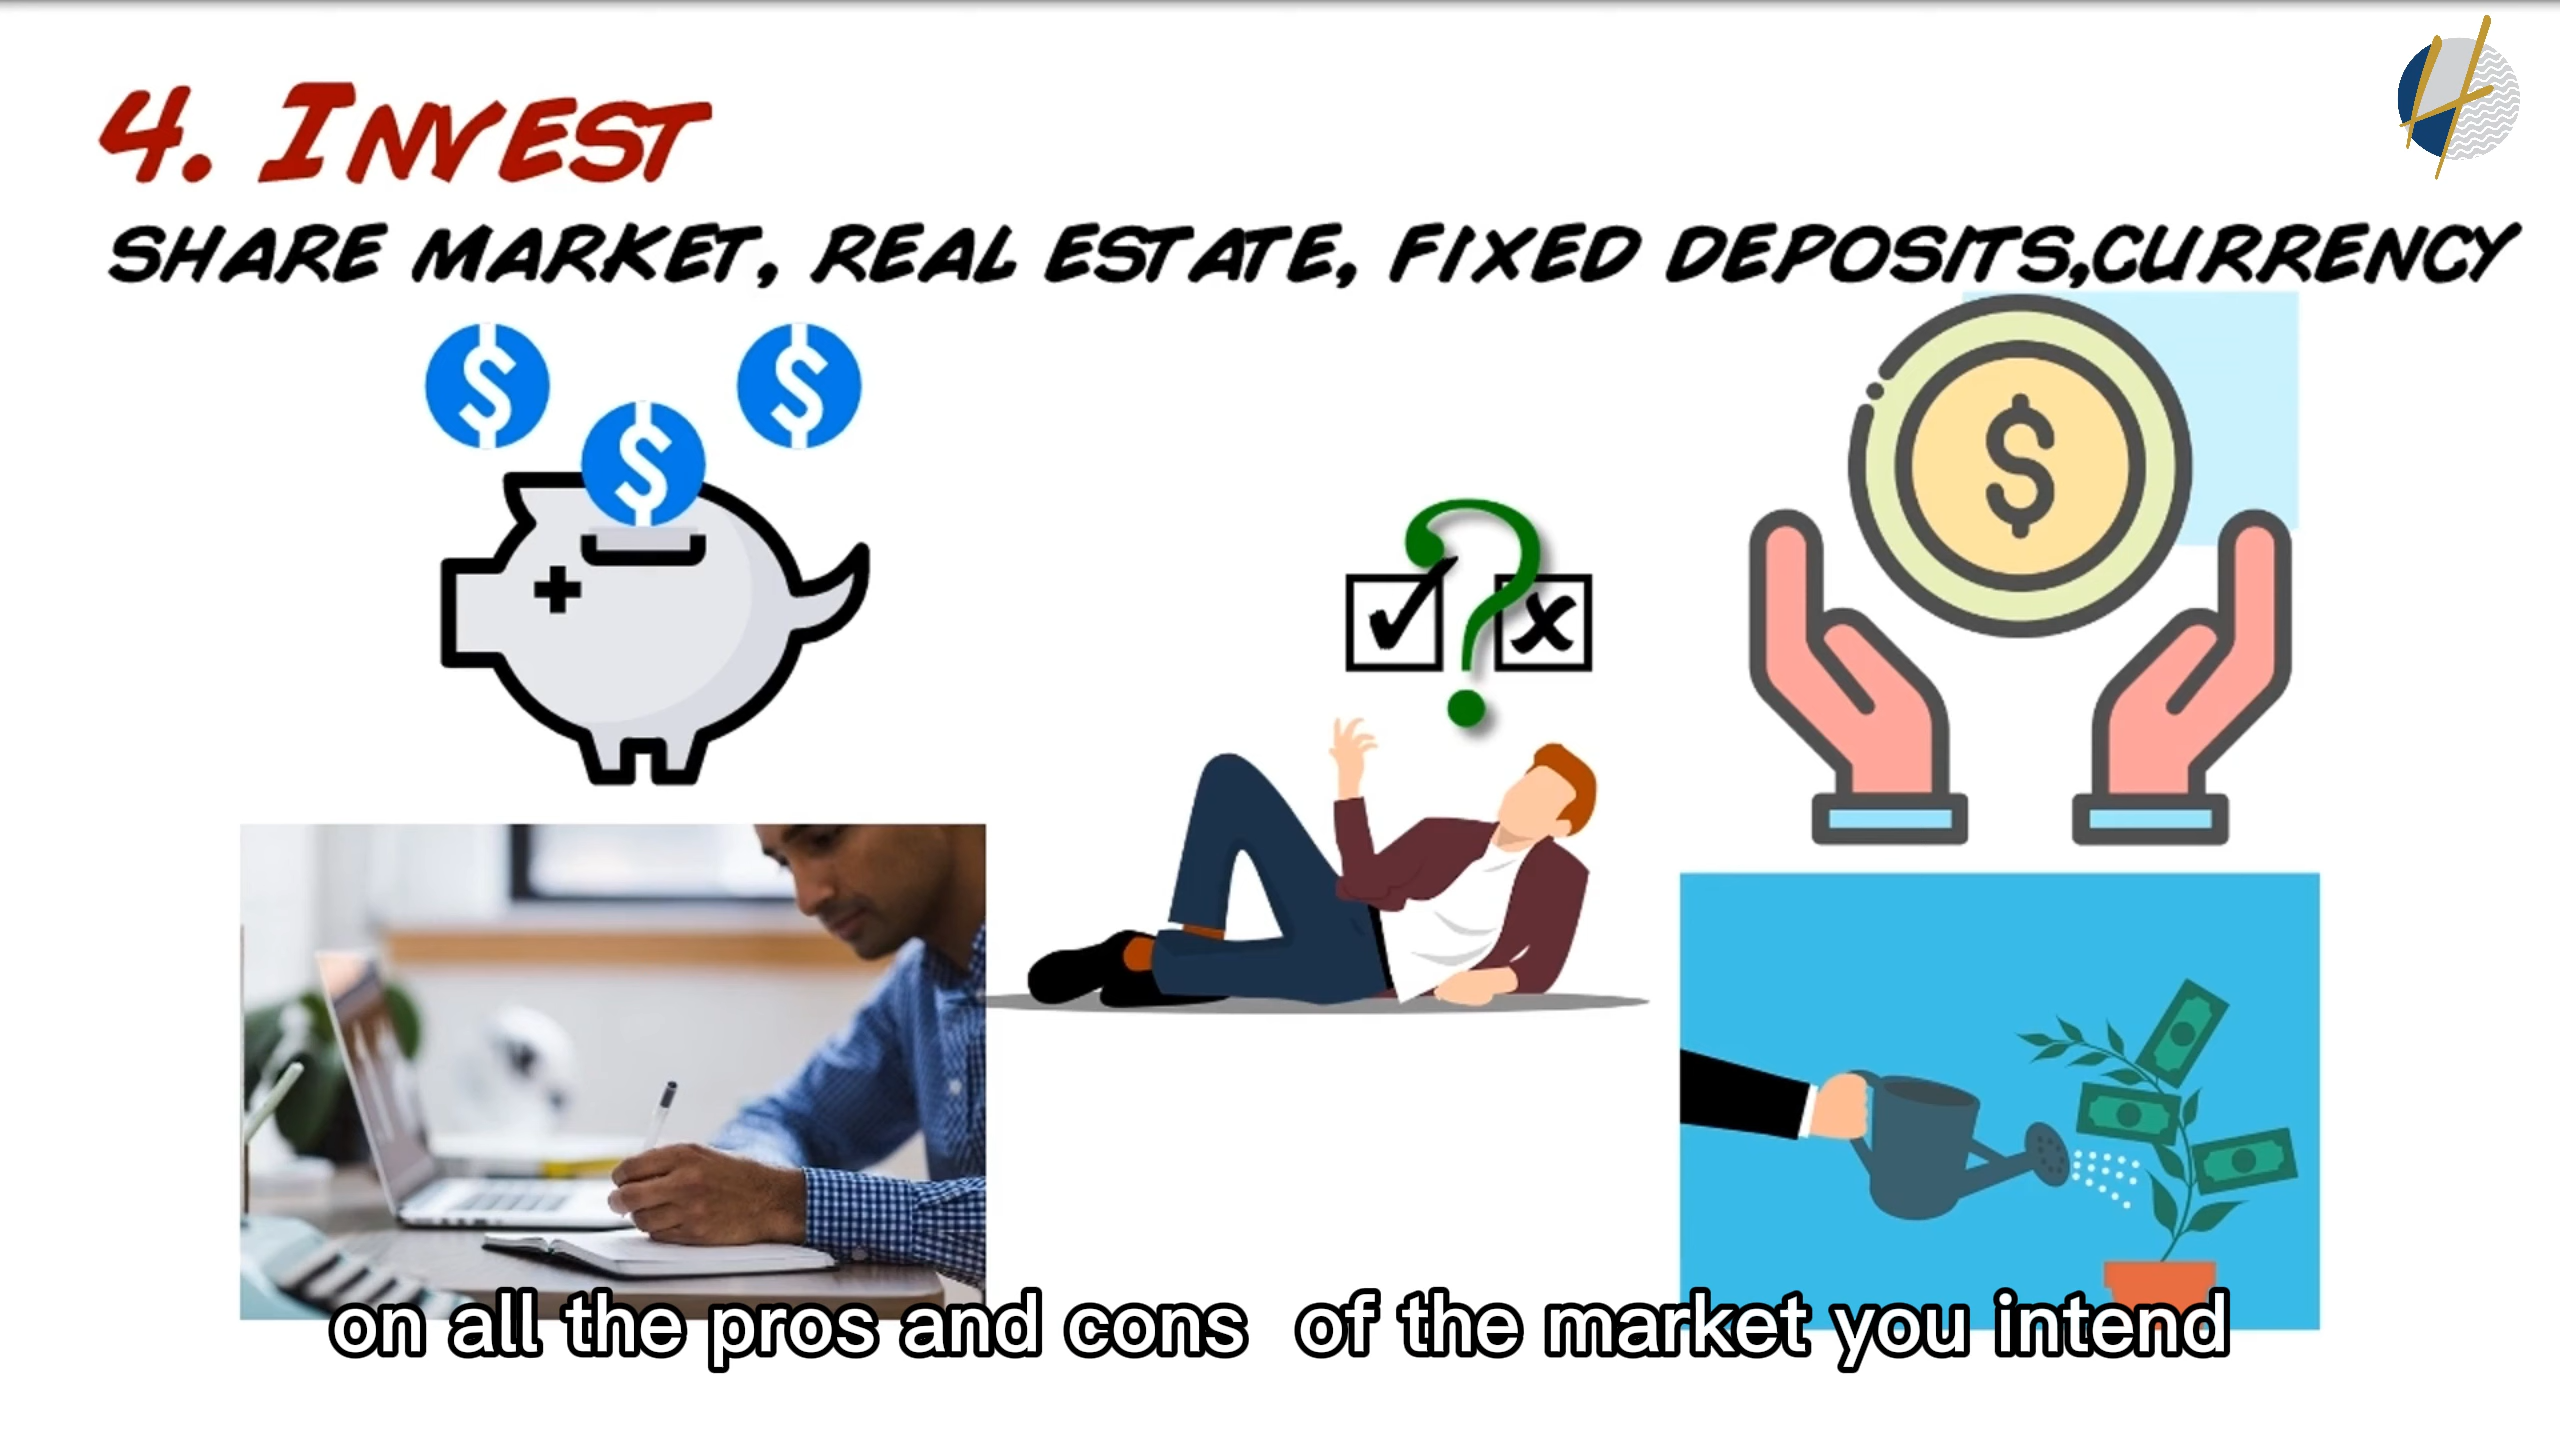 4. INVEST
SHARE MARKET, REAL ESTATE, FIXED DEPOSITS,CURRENCY
$ $
$
$
?
on all the pros and cons of the market you intend